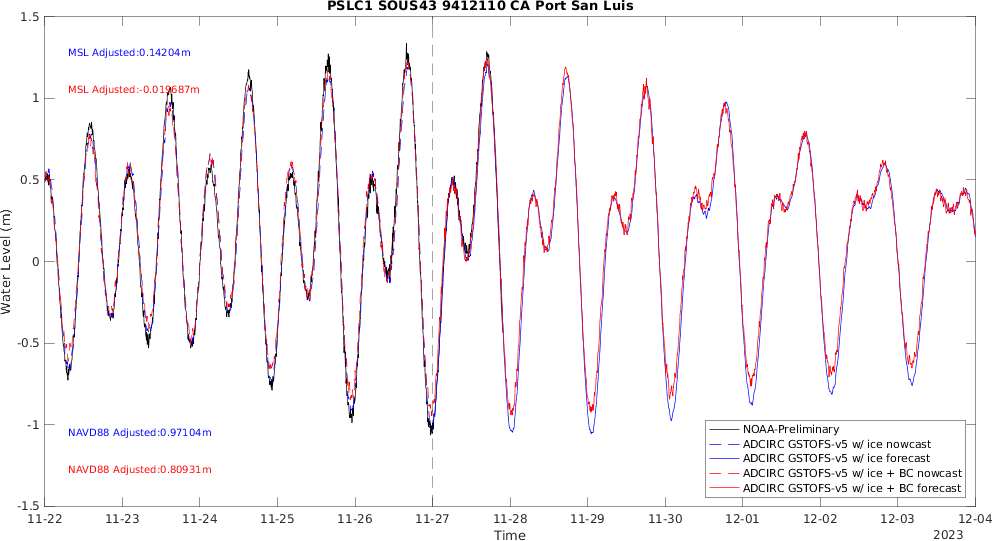 PSLC1 SOUS43 9412110 CA Port San Luis
1.5
1
0.5
0
-0.5
-1
-1.5
Water Level (m)
MSL Adjusted:0.14204m
MSL Adjusted:-0.019687m
NAVD88 Adjusted:0.97104m
NAVD88 Adjusted:0.80931m
NOAA-Preliminary
ADCIRC GSTOFS-v5 w/ ice nowcast
ADCIRC GSTOFS-v5 w/ ice forecast
ADCIRC GSTOFS-v5 w/ ice + BC nowcast
ADCIRC GSTOFS-v5 w/ ice + BC forecast
11-22 11-23 11-24 11-25 11-26 11-27 11-28 11-29 11-30 12-01 12-02 12-03 12-04
Time
2023